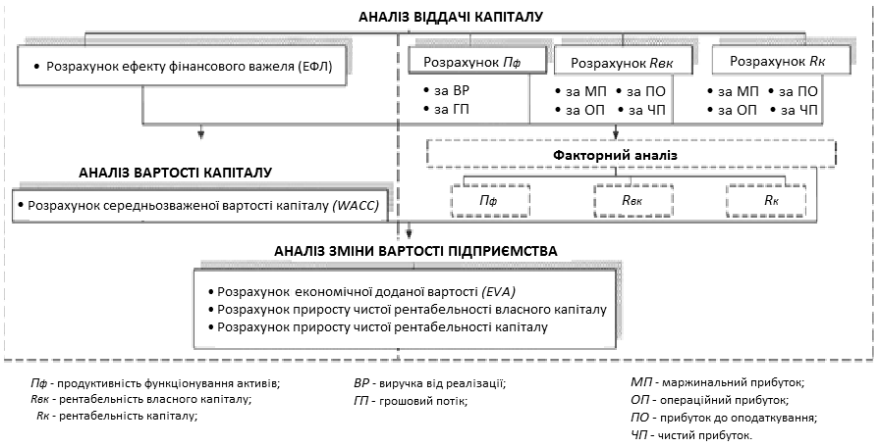 АНАЛІЗ ВІДДАЧІ КАПІТАЛУ
• Розрахунок ефекту фінансового важеля (ЕФЛ)
Розрахунок Пф
• за ВР
• за ГП
Розрахунок Rвк
• за МП • за ПО
• за ОП • за ЧП
Розрахунок Rк
• за МП • за ПО
• за ОП • за ЧП
Факторний аналіз
Пф
Rвк
Rк
АНАЛІЗ ВАРТОСТІ КАПІТАЛУ
• Розрахунок середньозваженої вартості капіталу (WACC)
АНАЛІЗ ЗМІНИ ВАРТОСТІ ПІДПРИЄМСТВА
• Розрахунок економічної доданої вартості (EVA)
• Розрахунок приросту чистої рентабельності власного капіталу
• Розрахунок приросту чистої рентабельності капіталу
Пф - продуктивність функціонування активів;
Rвк - рентабельність власного капіталу;
Rк - рентабельність капіталу;
ВР - виручка від реалізації;
ГП - грошовий потік;
МП - маржинальний прибуток;
ОП - операційний прибуток;
ПО - прибуток до оподаткування;
ЧП - чистий прибуток.